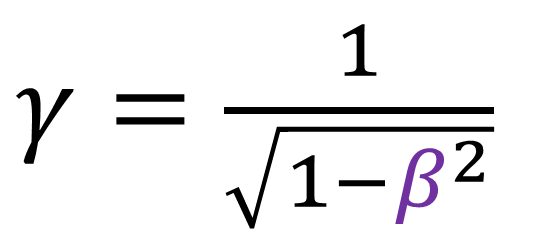 γ = 1 / √(1−β²)